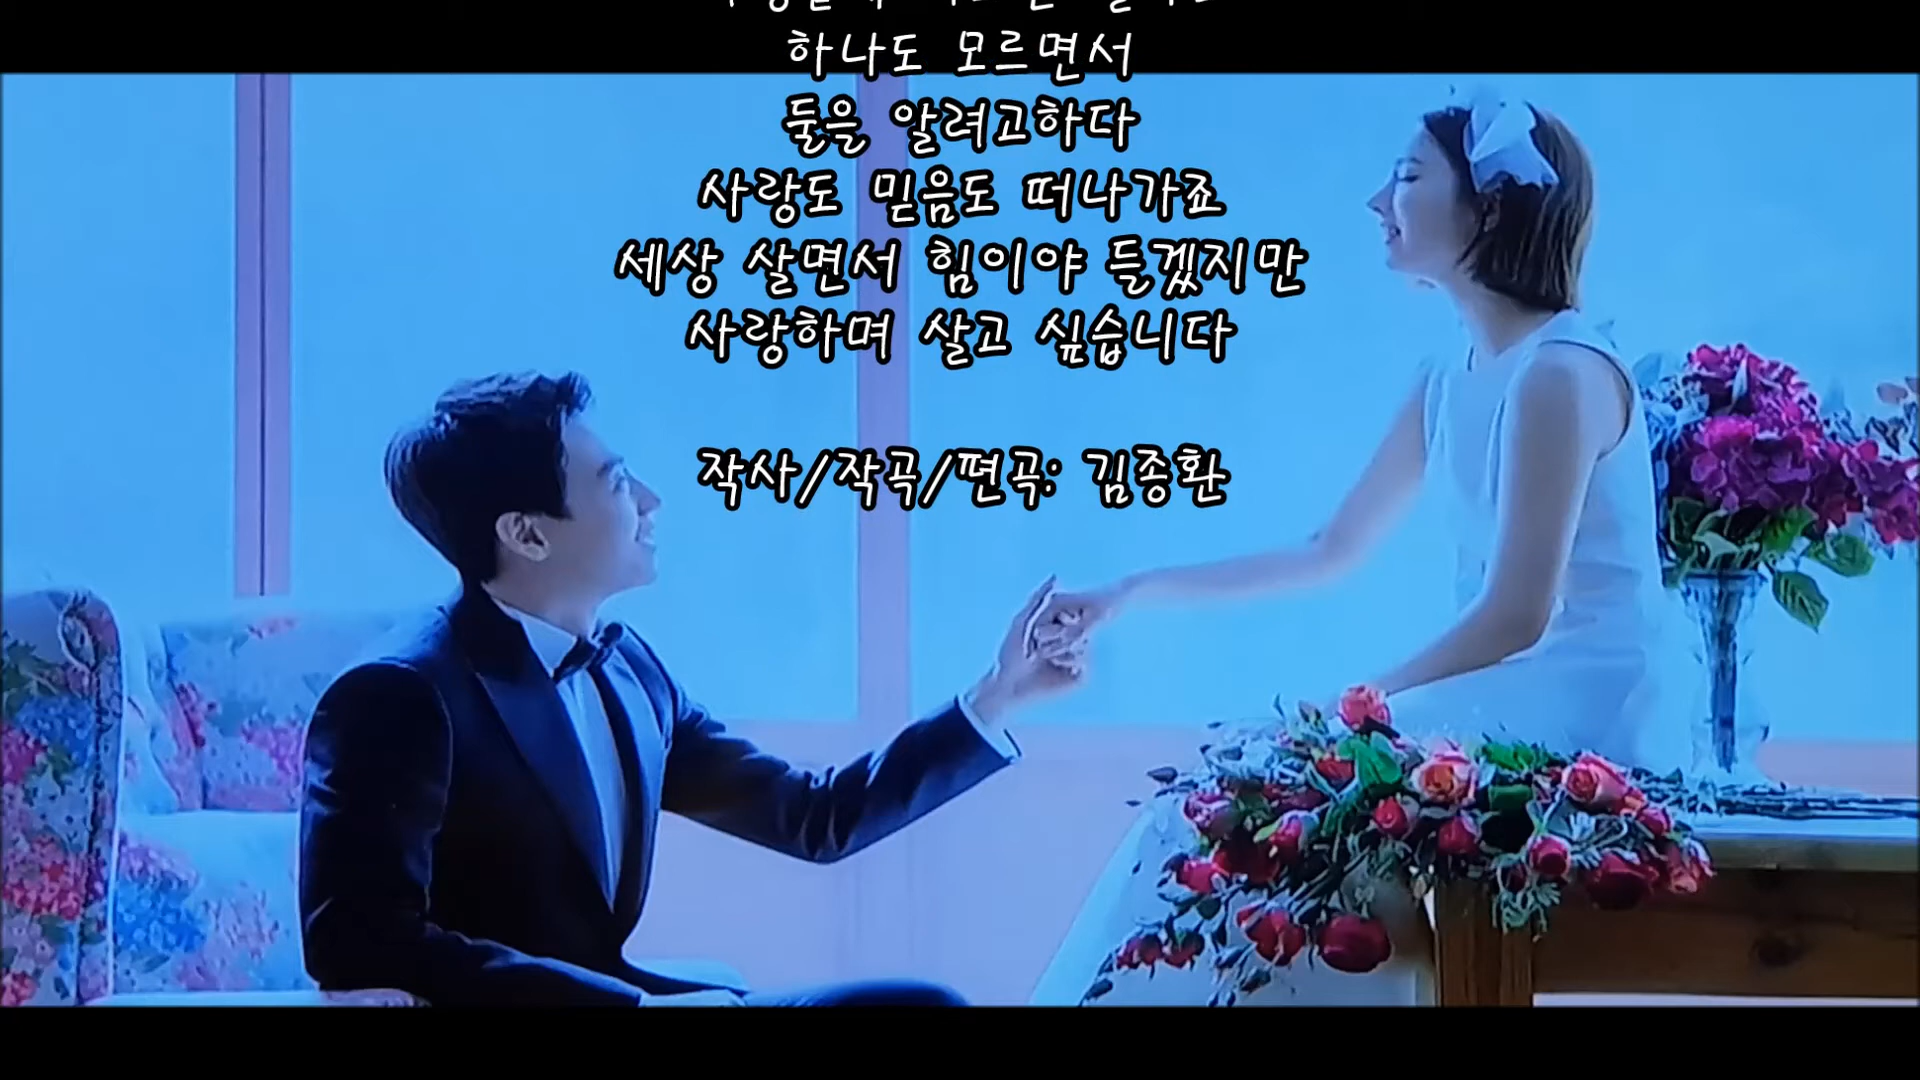 하나도 모르면서
둘을 알려고하다
사랑도 믿음도 떠나가죠
세상 살면서 힘이야 들겠지만
사랑하며 살고 싶습니다
작사/작곡/편곡: 김종환